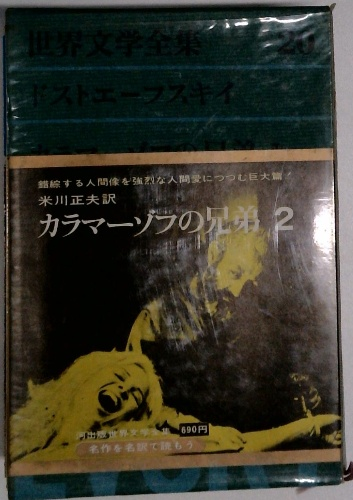 世界文学全集 20
ドストエーフスキイ
錯綜する人間像を強烈な人間愛につつむ巨大篇!
米川正夫訳
カラマーゾフの兄弟 2
河出版世界文学全集 690円
名作を名訳で読もう